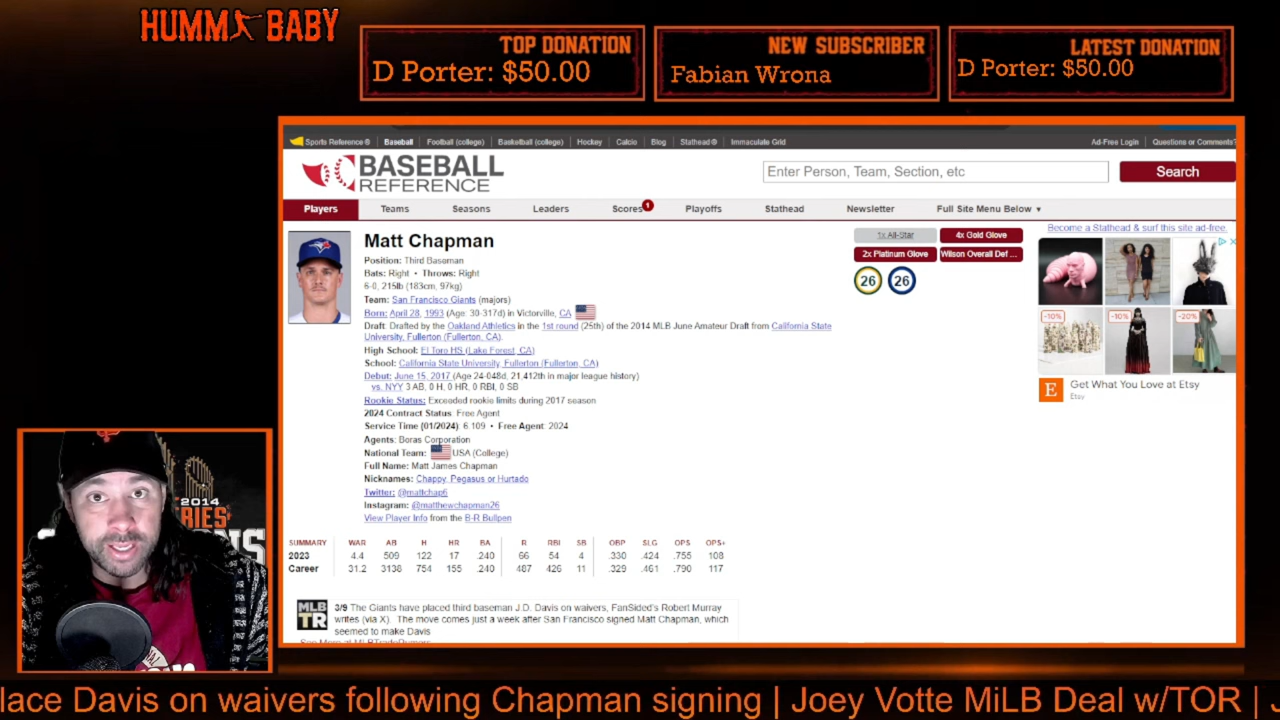 HUMM BABY
TOP DONATION
D Porter: $50.00
NEW SUBSCRIBER
Fabian Wrona
LATEST DONATION
D Porter: $50.00
Sports Reference ® Baseball Football (college) Basketball (college) Hockey Calcio Blog Stathead ® Immaculate Grid Ad-Free Login Questions or Comments?
BASEBALL
REFERENCE
Enter Person, Team, Section, etc
Search
Players Teams Seasons Leaders Scores 1 Playoffs Stathead Newsletter Full Site Menu Below ▼
Matt Chapman
Position: Third Baseman
Bats: Right • Throws: Right
6-0, 215lb (183cm, 97kg)
Team: San Francisco Giants (majors)
Born: April 28, 1993 (Age: 30-317d) in Victorville, CA
Draft: Drafted by the Oakland Athletics in the 1st round (25th) of the 2014 MLB June Amateur Draft from California State
University, Fullerton (Fullerton, CA).
High School: El Toro HS (Lake Forest, CA)
School: California State University, Fullerton (Fullerton, CA)
Debut: June 15, 2017 (Age 24-048d, 21,412th in major league history)
vs. NYY 3 AB, 0 H, 0 HR, 0 RBI, 0 SB
Rookie Status: Exceeded rookie limits during 2017 season
2024 Contract Status: Free Agent
Service Time (01/2024): 6.109 • Free Agent: 2024
Agents: Boras Corporation
National Team: USA (College)
Full Name: Matt James Chapman
Nicknames: Chappy, Pegasus or Hurtado
Twitter: @mattchap6
Instagram: @matthewchapman26
View Player Info from the B-R Bullpen
1x All-Star
4x Gold Glove
2x Platinum Glove
Wilson Overall Def ...
26 26
Become a Stathead & surf this site ad-free.
-10% -10% -20%
E
Get What You Love at Etsy
Etsy
SUMMARY WAR AB H HR BA R RBI SB OBP SLG OPS OPS+
2023 4.4 509 122 17 .240 66 54 4 .330 .424 .755 108
Career 31.2 3138 754 155 .240 487 426 11 .329 .461 .790 117
MLB
TR
3/9 The Giants have placed third baseman J.D. Davis on waivers, FanSided's Robert Murray
writes (via X). The move comes just a week after San Francisco signed Matt Chapman, which
seemed to make Davis
2014
lace Davis on waivers following Chapman signing | Joey Votte MiLB Deal w/TOR | J